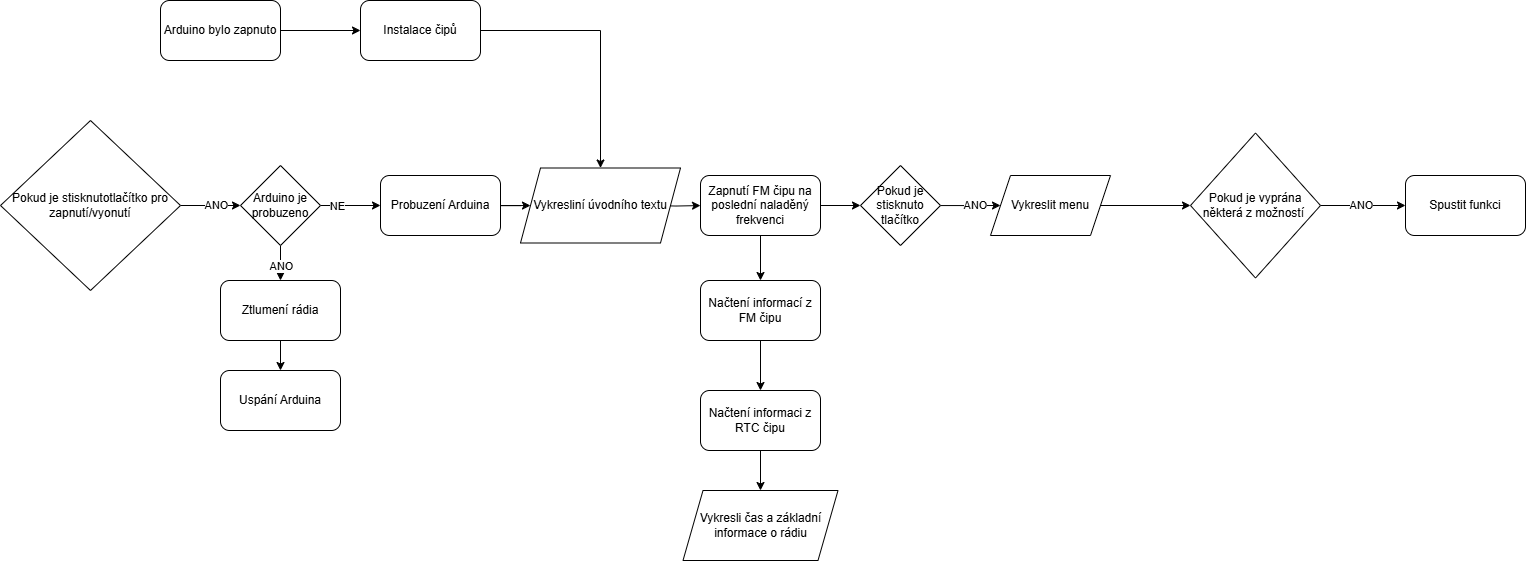 Arduino bylo zapnuto
Instalace čipů
Pokud je stisknutotlačítko pro
zapnutí/vyonutí
ANO
Arduino je
probuzeno
NE
Probuzení Arduina
Vykresliní úvodního textu
Zapnutí FM čipu na
poslední naladěný
frekvenci
Pokud je
stisknuto
tlačítko
ANO
Vykreslit menu
Pokud je vyprána
některá z možností
ANO
Spustit funkci
ANO
Ztlumení rádia
Uspání Arduina
Načtení informací z
FM čipu
Načtení informaci z
RTC čipu
Vykresli čas a základní
informace o rádiu